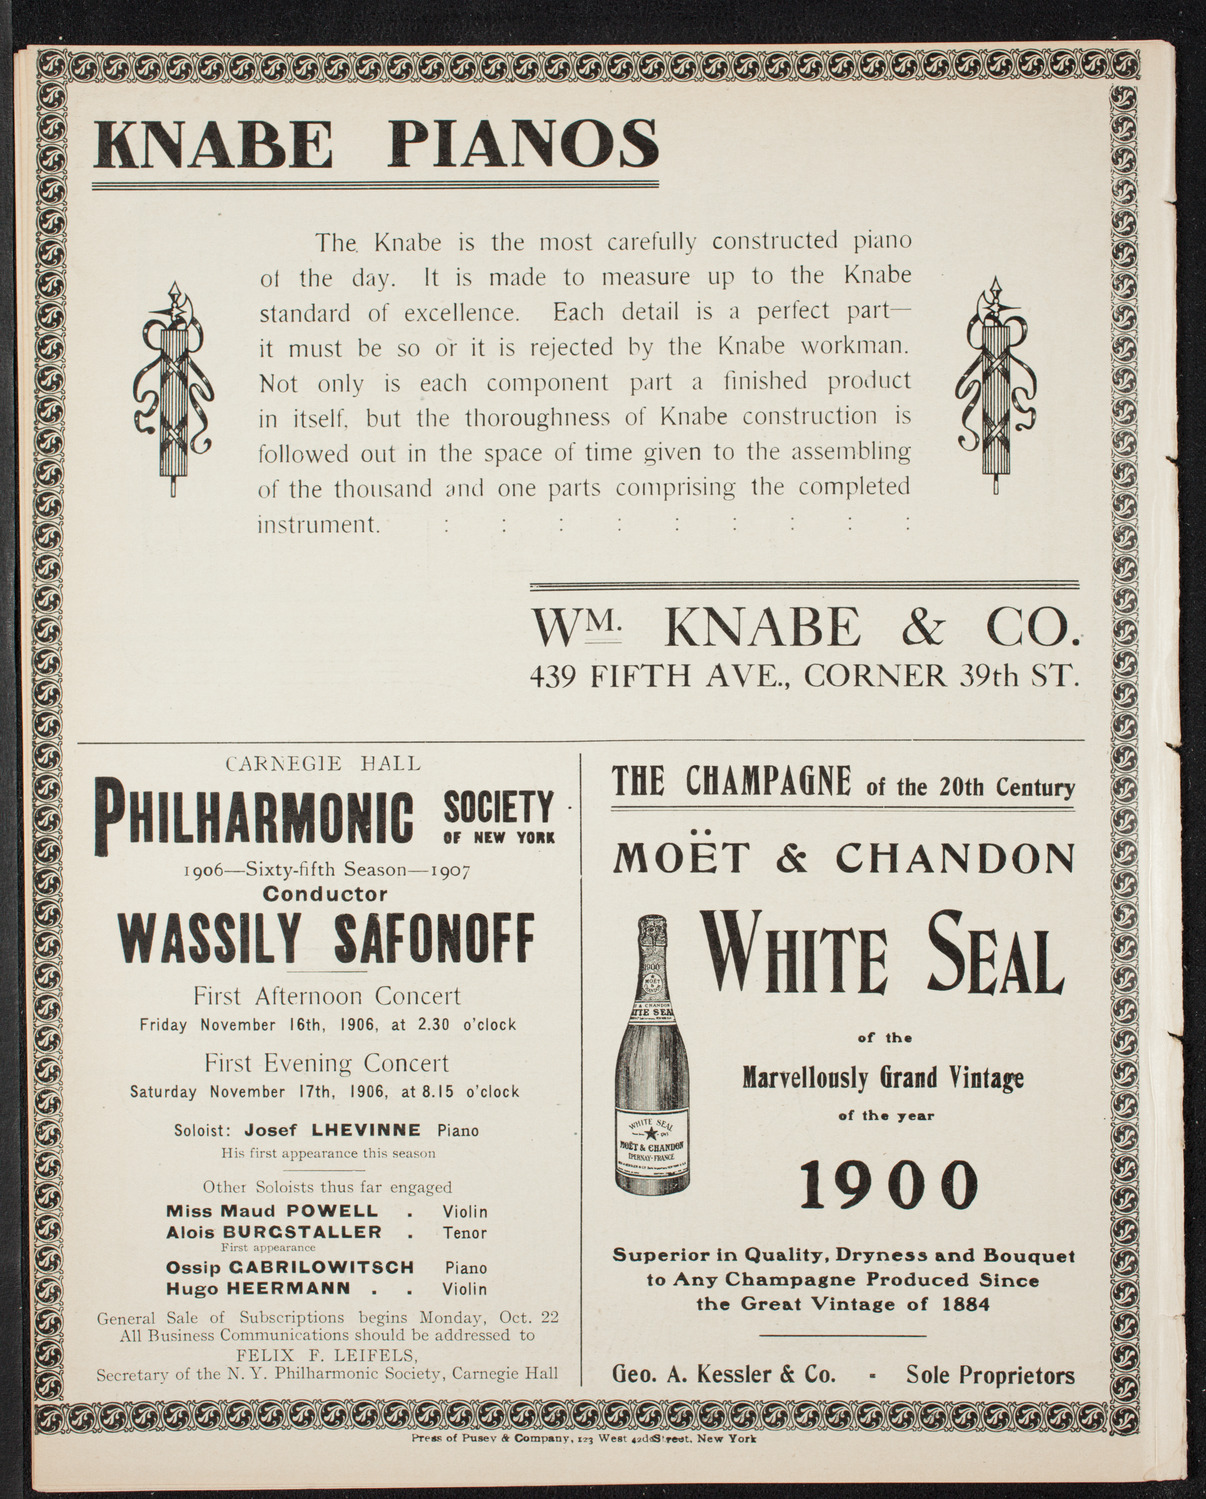 KNABE PIANOS
The Knabe is the most carefully constructed piano
of the day. It is made to measure up to the Knabe
standard of excellence. Each detail is a perfect part—
it must be so or it is rejected by the Knabe workman.
Not only is each component part a finished product
in itself, but the thoroughness of Knabe construction is
followed out in the space of time given to the assembling
of the thousand and one parts comprising the completed
instrument. : : : : : : : : :
WM. KNABE & CO.
439 FIFTH AVE., CORNER 39th ST.
CARNEGIE HALL
PHILHARMONIC SOCIETY
OF NEW YORK
1906—Sixty-fifth Season—1907
Conductor
WASSILY SAFONOFF
First Afternoon Concert
Friday November 16th, 1906, at 2.30 o'clock
First Evening Concert
Saturday November 17th, 1906, at 8.15 o'clock
Soloist: Josef LHEVINNE Piano
His first appearance this season
Other Soloists thus far engaged
Miss Maud POWELL . Violin
Alois BURGSTALLER . Tenor
First appearance
Ossip GABRILOWITSCH Piano
Hugo HEERMANN . . Violin
General Sale of Subscriptions begins Monday, Oct. 22
All Business Communications should be addressed to
FELIX F. LEIFELS,
Secretary of the N. Y. Philharmonic Society, Carnegie Hall
THE CHAMPAGNE of the 20th Century
MOËT & CHANDON
WHITE SEAL
1900
MOËT
& CHANDON
ITE SEA
WHITE SEAL
MOËT & CHANDON
EPERNAY-FRANCE
of the
Marvellously Grand Vintage
of the year
1900
Superior in Quality, Dryness and Bouquet
to Any Champagne Produced Since
the Great Vintage of 1884
Geo. A. Kessler & Co. - Sole Proprietors
Press of Pusey & Company, 123 West 42d Street, New York